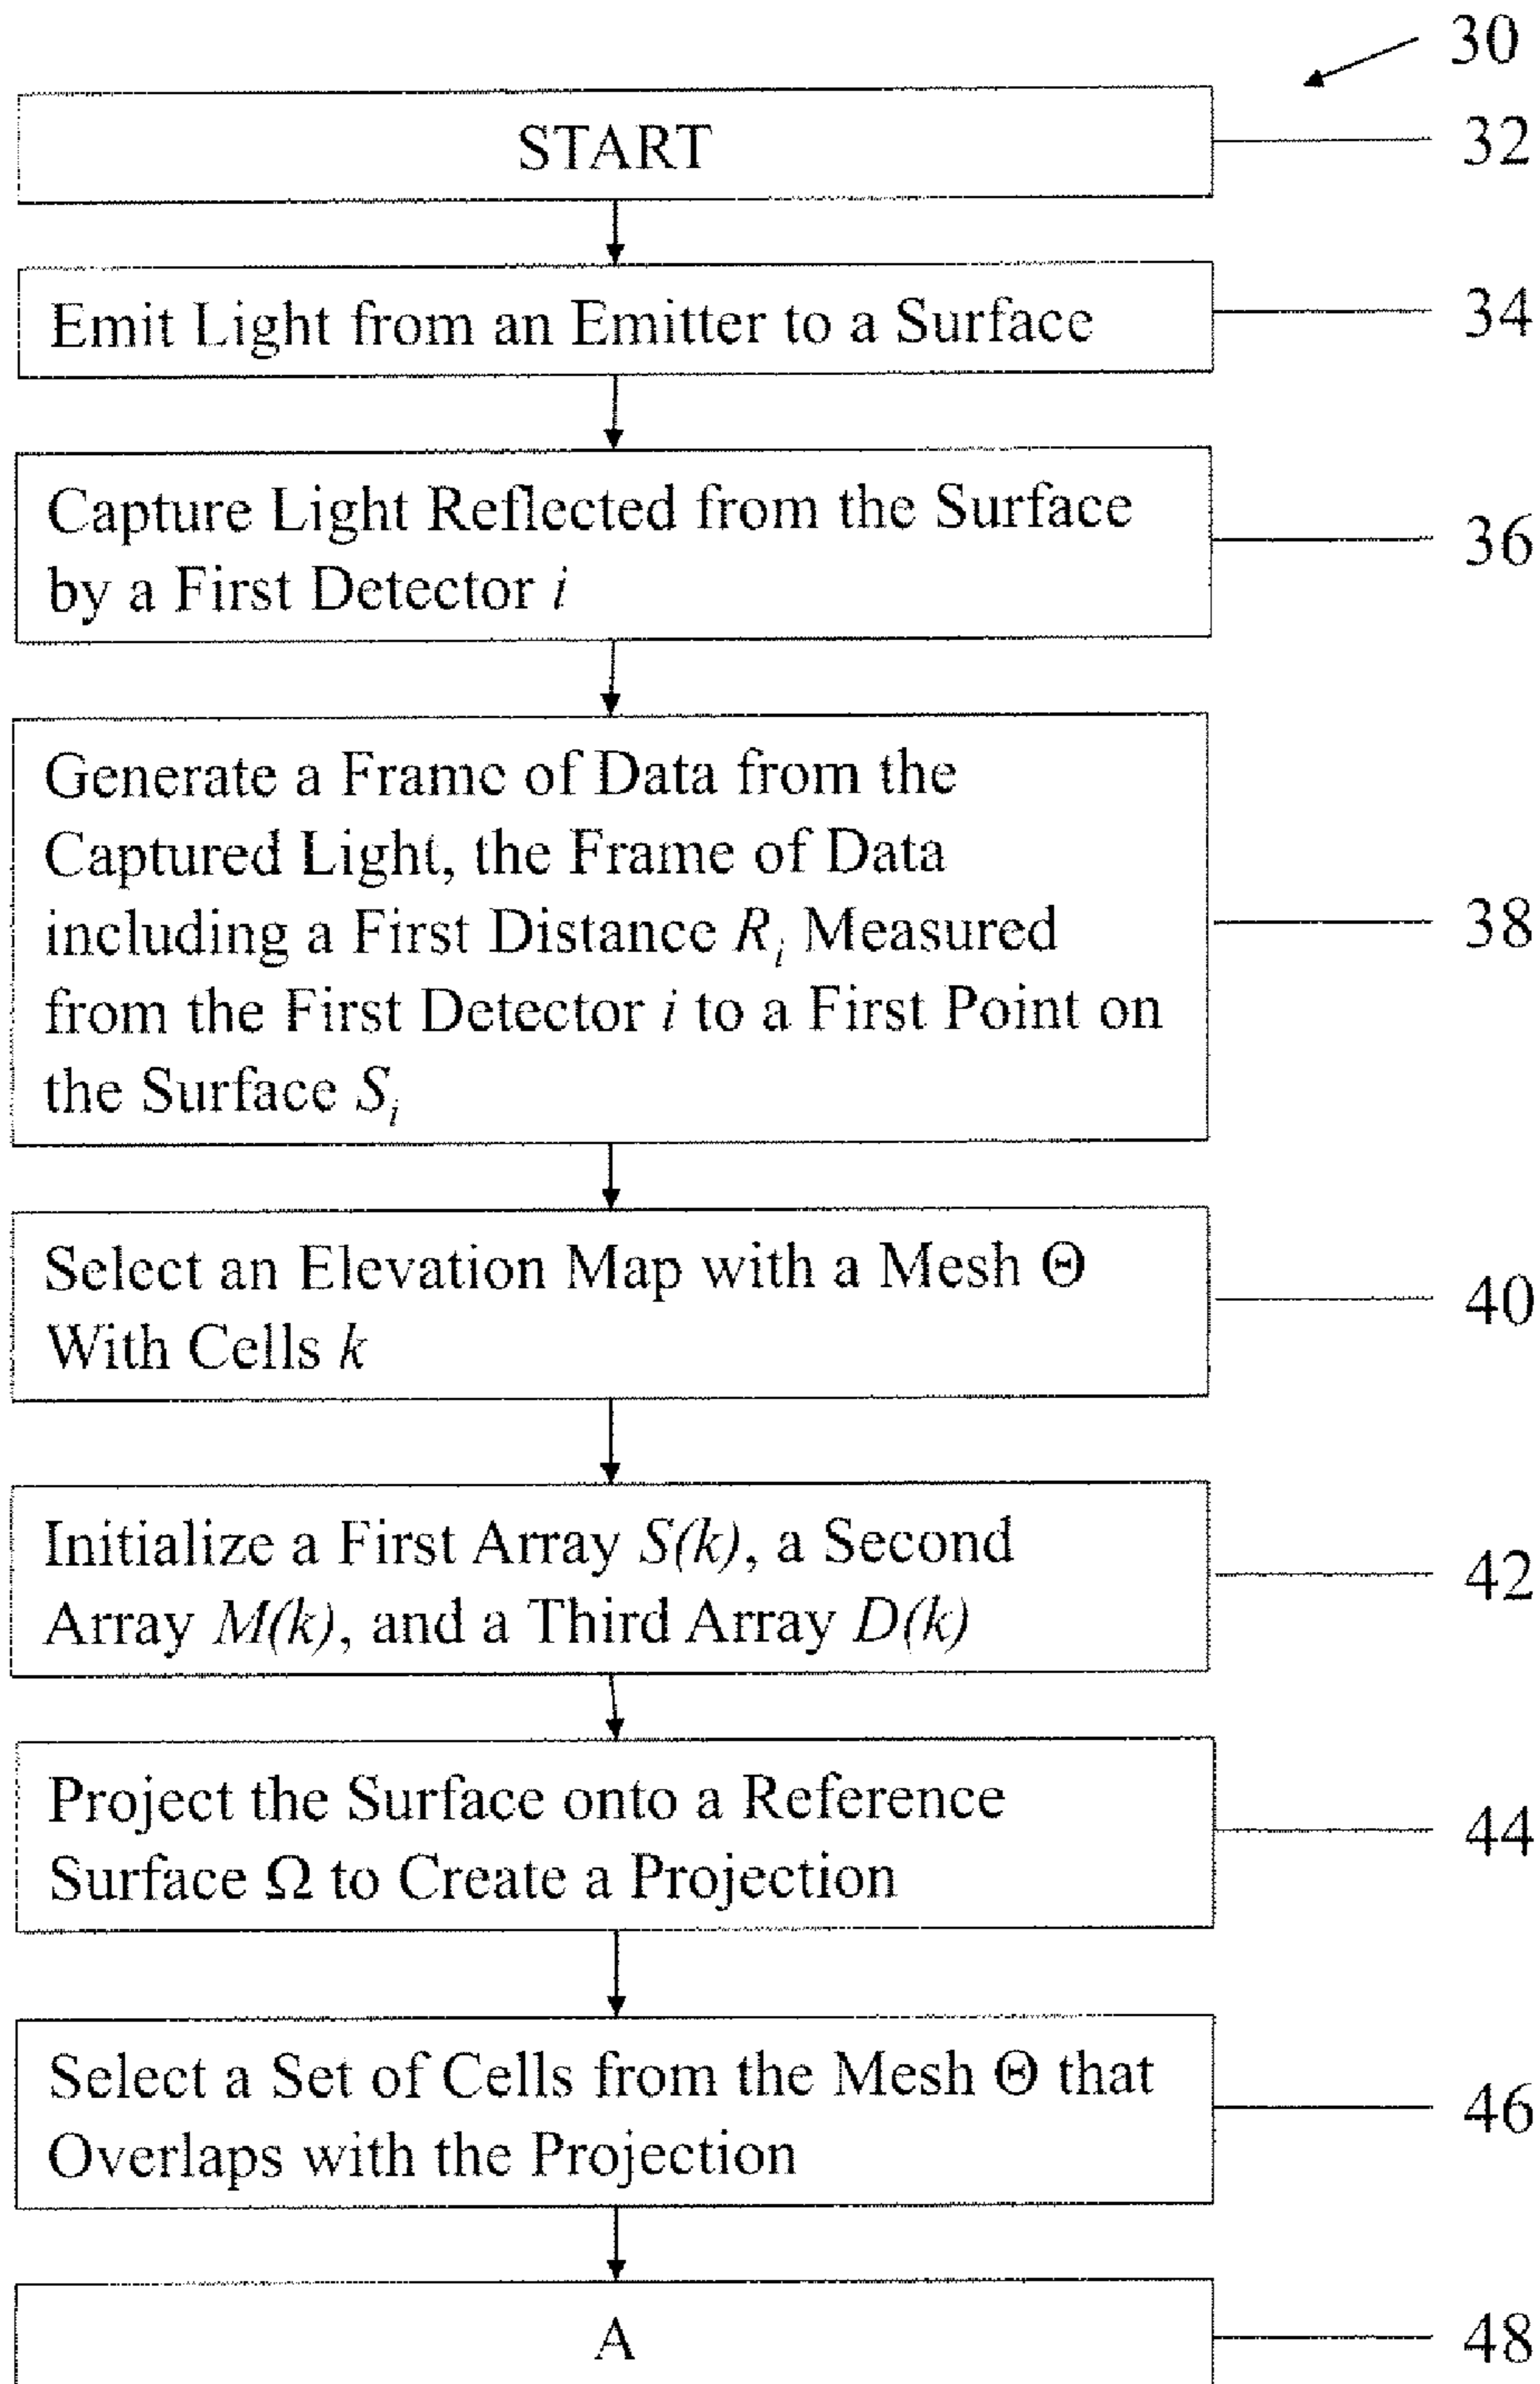 30
START
32
Emit Light from an Emitter to a Surface
34
Capture Light Reflected from the Surface
by a First Detector i
36
Generate a Frame of Data from the
Captured Light, the Frame of Data
including a First Distance Ri Measured
from the First Detector i to a First Point on
the Surface Si
38
Select an Elevation Map with a Mesh Θ
With Cells k
40
Initialize a First Array S(k), a Second
Array M(k), and a Third Array D(k)
42
Project the Surface onto a Reference
Surface Ω to Create a Projection
44
Select a Set of Cells from the Mesh Θ that
Overlaps with the Projection
46
A
48